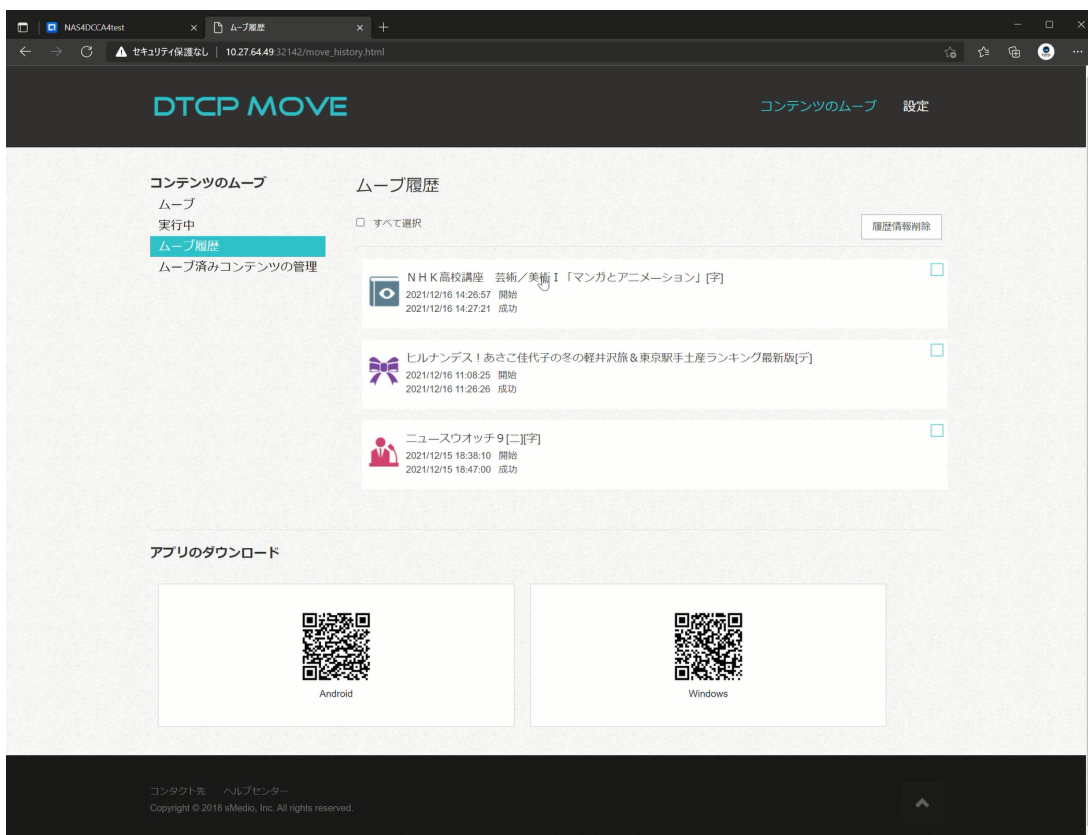 NAS4DCCA4test
ムーブ履歴
セキュリティ保護なし | 10.27.64.49:32142/move_history.html
DTCP MOVE
コンテンツのムーブ 設定
コンテンツのムーブ
ムーブ
実行中
ムーブ履歴
ムーブ済みコンテンツの管理
ムーブ履歴
すべて選択
履歴情報削除
ＮＨＫ高校講座 芸術／美術Ｉ「マンガとアニメーション」[字]
2021/12/16 14:26:57 開始
2021/12/16 14:27:21 成功
ヒルナンデス！あさこ佳代子の冬の軽井沢旅＆東京駅手土産ランキング最新版[デ]
2021/12/16 11:08:25 開始
2021/12/16 11:26:26 成功
ニュースウオッチ９[二][字]
2021/12/15 18:38:10 開始
2021/12/15 18:47:00 成功
アプリのダウンロード
Android
Windows
コンタクト先 ヘルプセンター
Copyright © 2018 sMedio, Inc. All rights reserved.